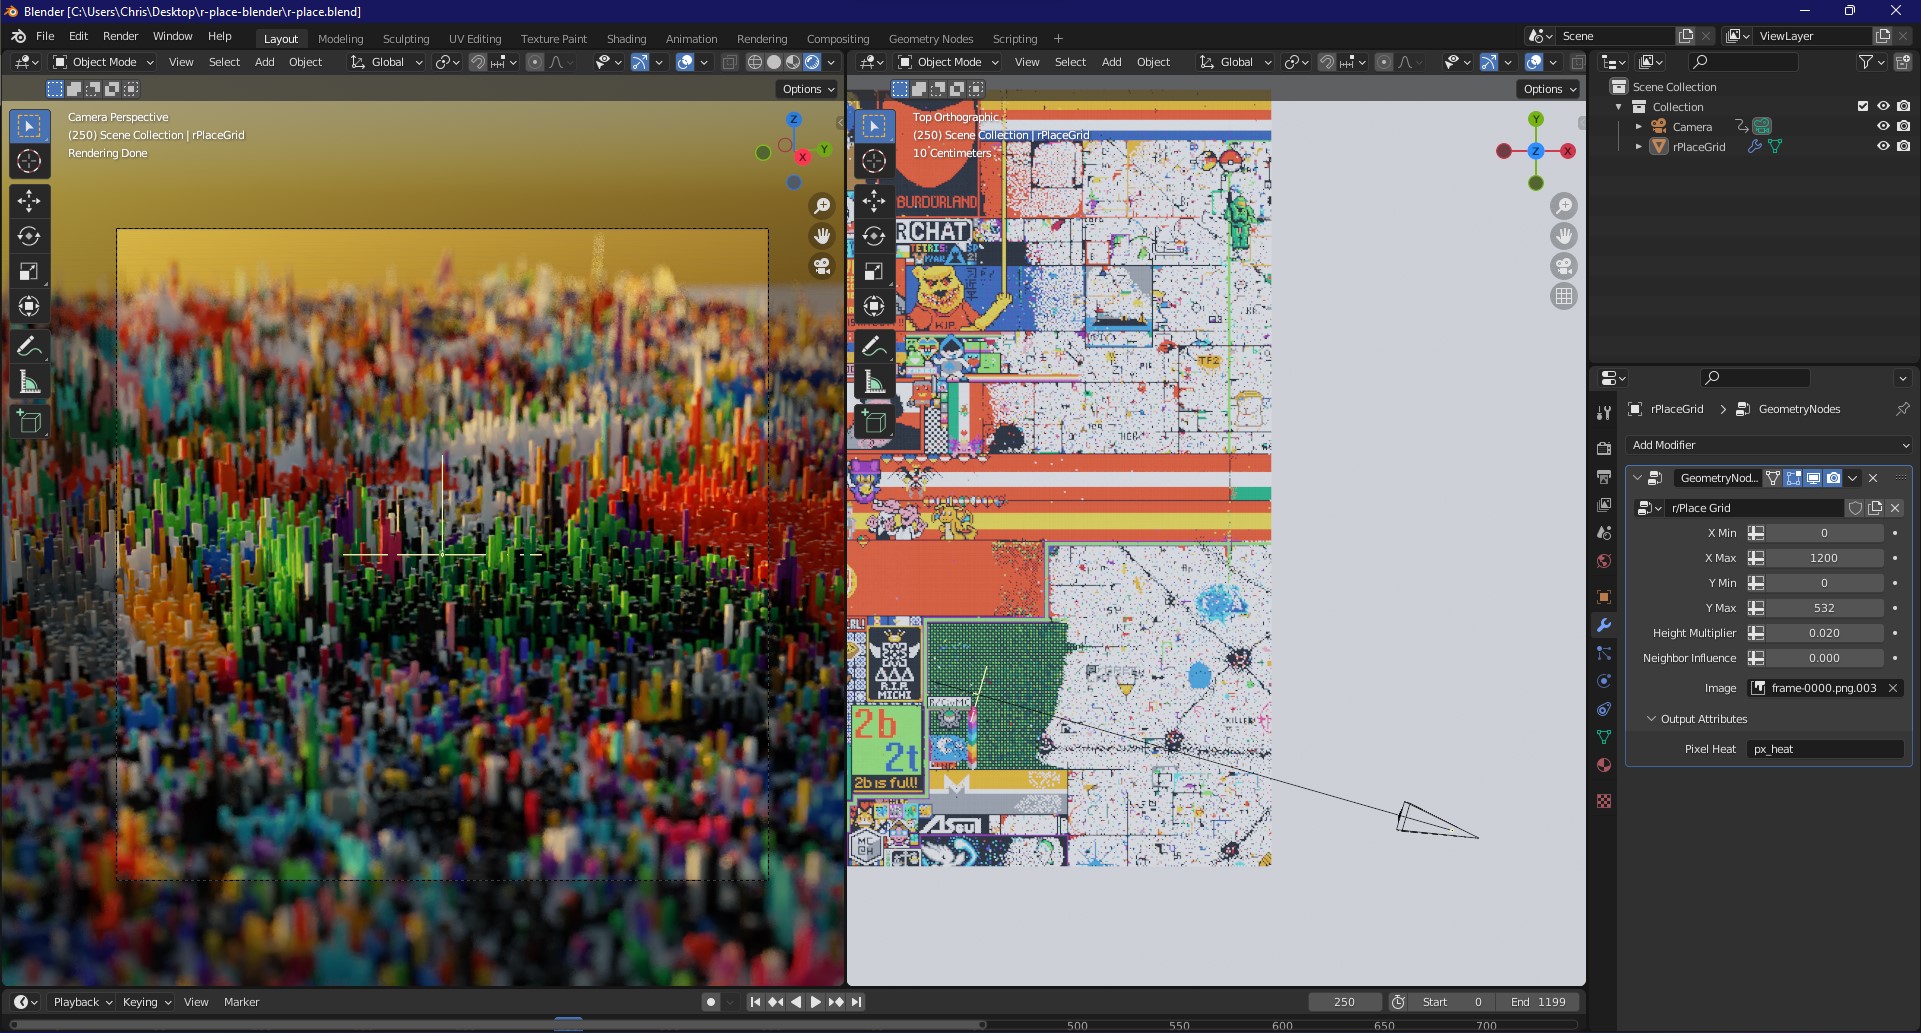 Blender [C:\Users\Chris\Desktop\r-place-blender\r-place.blend]
File Edit Render Window Help
Layout Modeling Sculpting UV Editing Texture Paint Shading Animation Rendering Compositing Geometry Nodes Scripting +
Scene
ViewLayer
Object Mode View Select Add Object Global
Object Mode View Select Add Object Global
Options
Options
Camera Perspective
(250) Scene Collection | rPlaceGrid
Rendering Done
Z
Y
X
Top Orthographic
(250) Scene Collection | rPlaceGrid
10 Centimeters
Y
Z
X
BURDURLAND
RCHAT
TETRIS
KJP
TF2
R.I.P.
MICHI
2b
2t
2b is full!
KILLER
ASEUI
MC
Scene Collection
Collection
Camera
rPlaceGrid
rPlaceGrid > GeometryNodes
Add Modifier
GeometryNod...
r/Place Grid
X Min 0
X Max 1200
Y Min 0
Y Max 532
Height Multiplier 0.020
Neighbor Influence 0.000
Image frame-0000.png.003
Output Attributes
Pixel Heat px_heat
Playback Keying View Marker
250
Start 0
End 1199
500 550 600 650 700